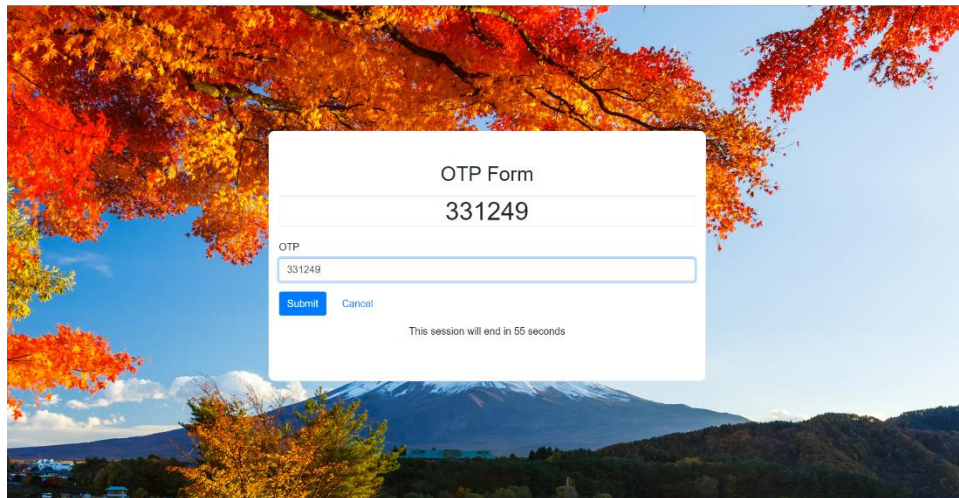 OTP Form
331249
OTP
331249
Submit Cancel
This session will end in 55 seconds